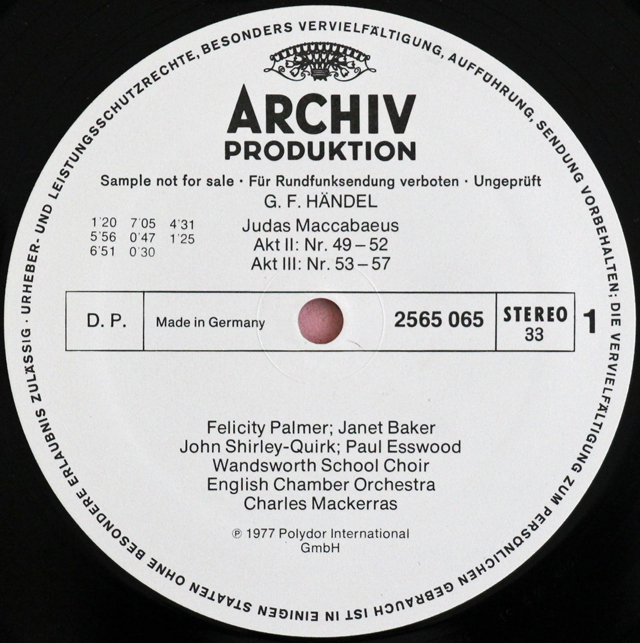 URHEBER- UND LEISTUNGSSCHUTZRECHTE, BESONDERS VERVIELFÄLTIGUNG, AUFFÜHRUNG, SENDUNG VORBEHALTEN; DIE VERVIELFÄLTIGUNG ZUM PERSÖNLICHEN GEBRAUCH IST IN EINIGEN STAATEN OHNE BESONDERE ERLAUBNIS ZULÄSSIG ·
ARCHIV
PRODUKTION
Sample not for sale · Für Rundfunksendung verboten · Ungeprüft
G. F. HÄNDEL
Judas Maccabaeus
Akt II: Nr. 49 – 52
Akt III: Nr. 53 – 57
1'20 7'05 4'31
5'56 0'47 1'25
6'51 0'30
D. P. Made in Germany 2565 065 STEREO 33 1
Felicity Palmer; Janet Baker
John Shirley-Quirk; Paul Esswood
Wandsworth School Choir
English Chamber Orchestra
Charles Mackerras
℗ 1977 Polydor International
GmbH